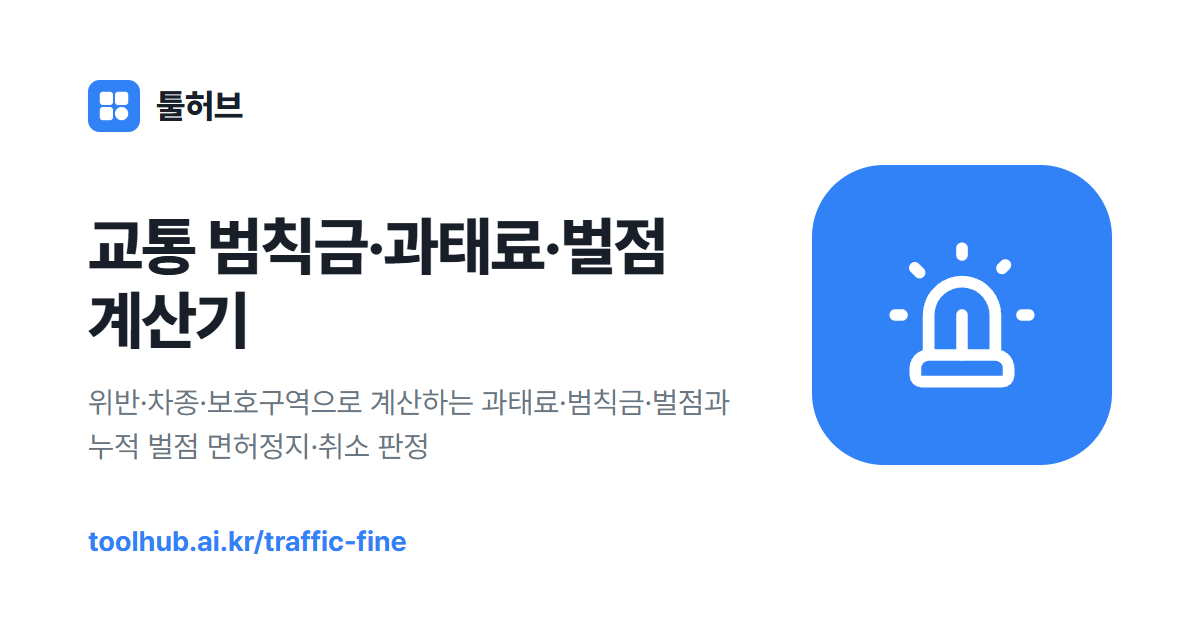 툴허브
교통 범칙금·과태료·벌점
계산기
위반·차종·보호구역으로 계산하는 과태료·범칙금·벌점과
누적 벌점 면허정지·취소 판정
toolhub.ai.kr/traffic-fine